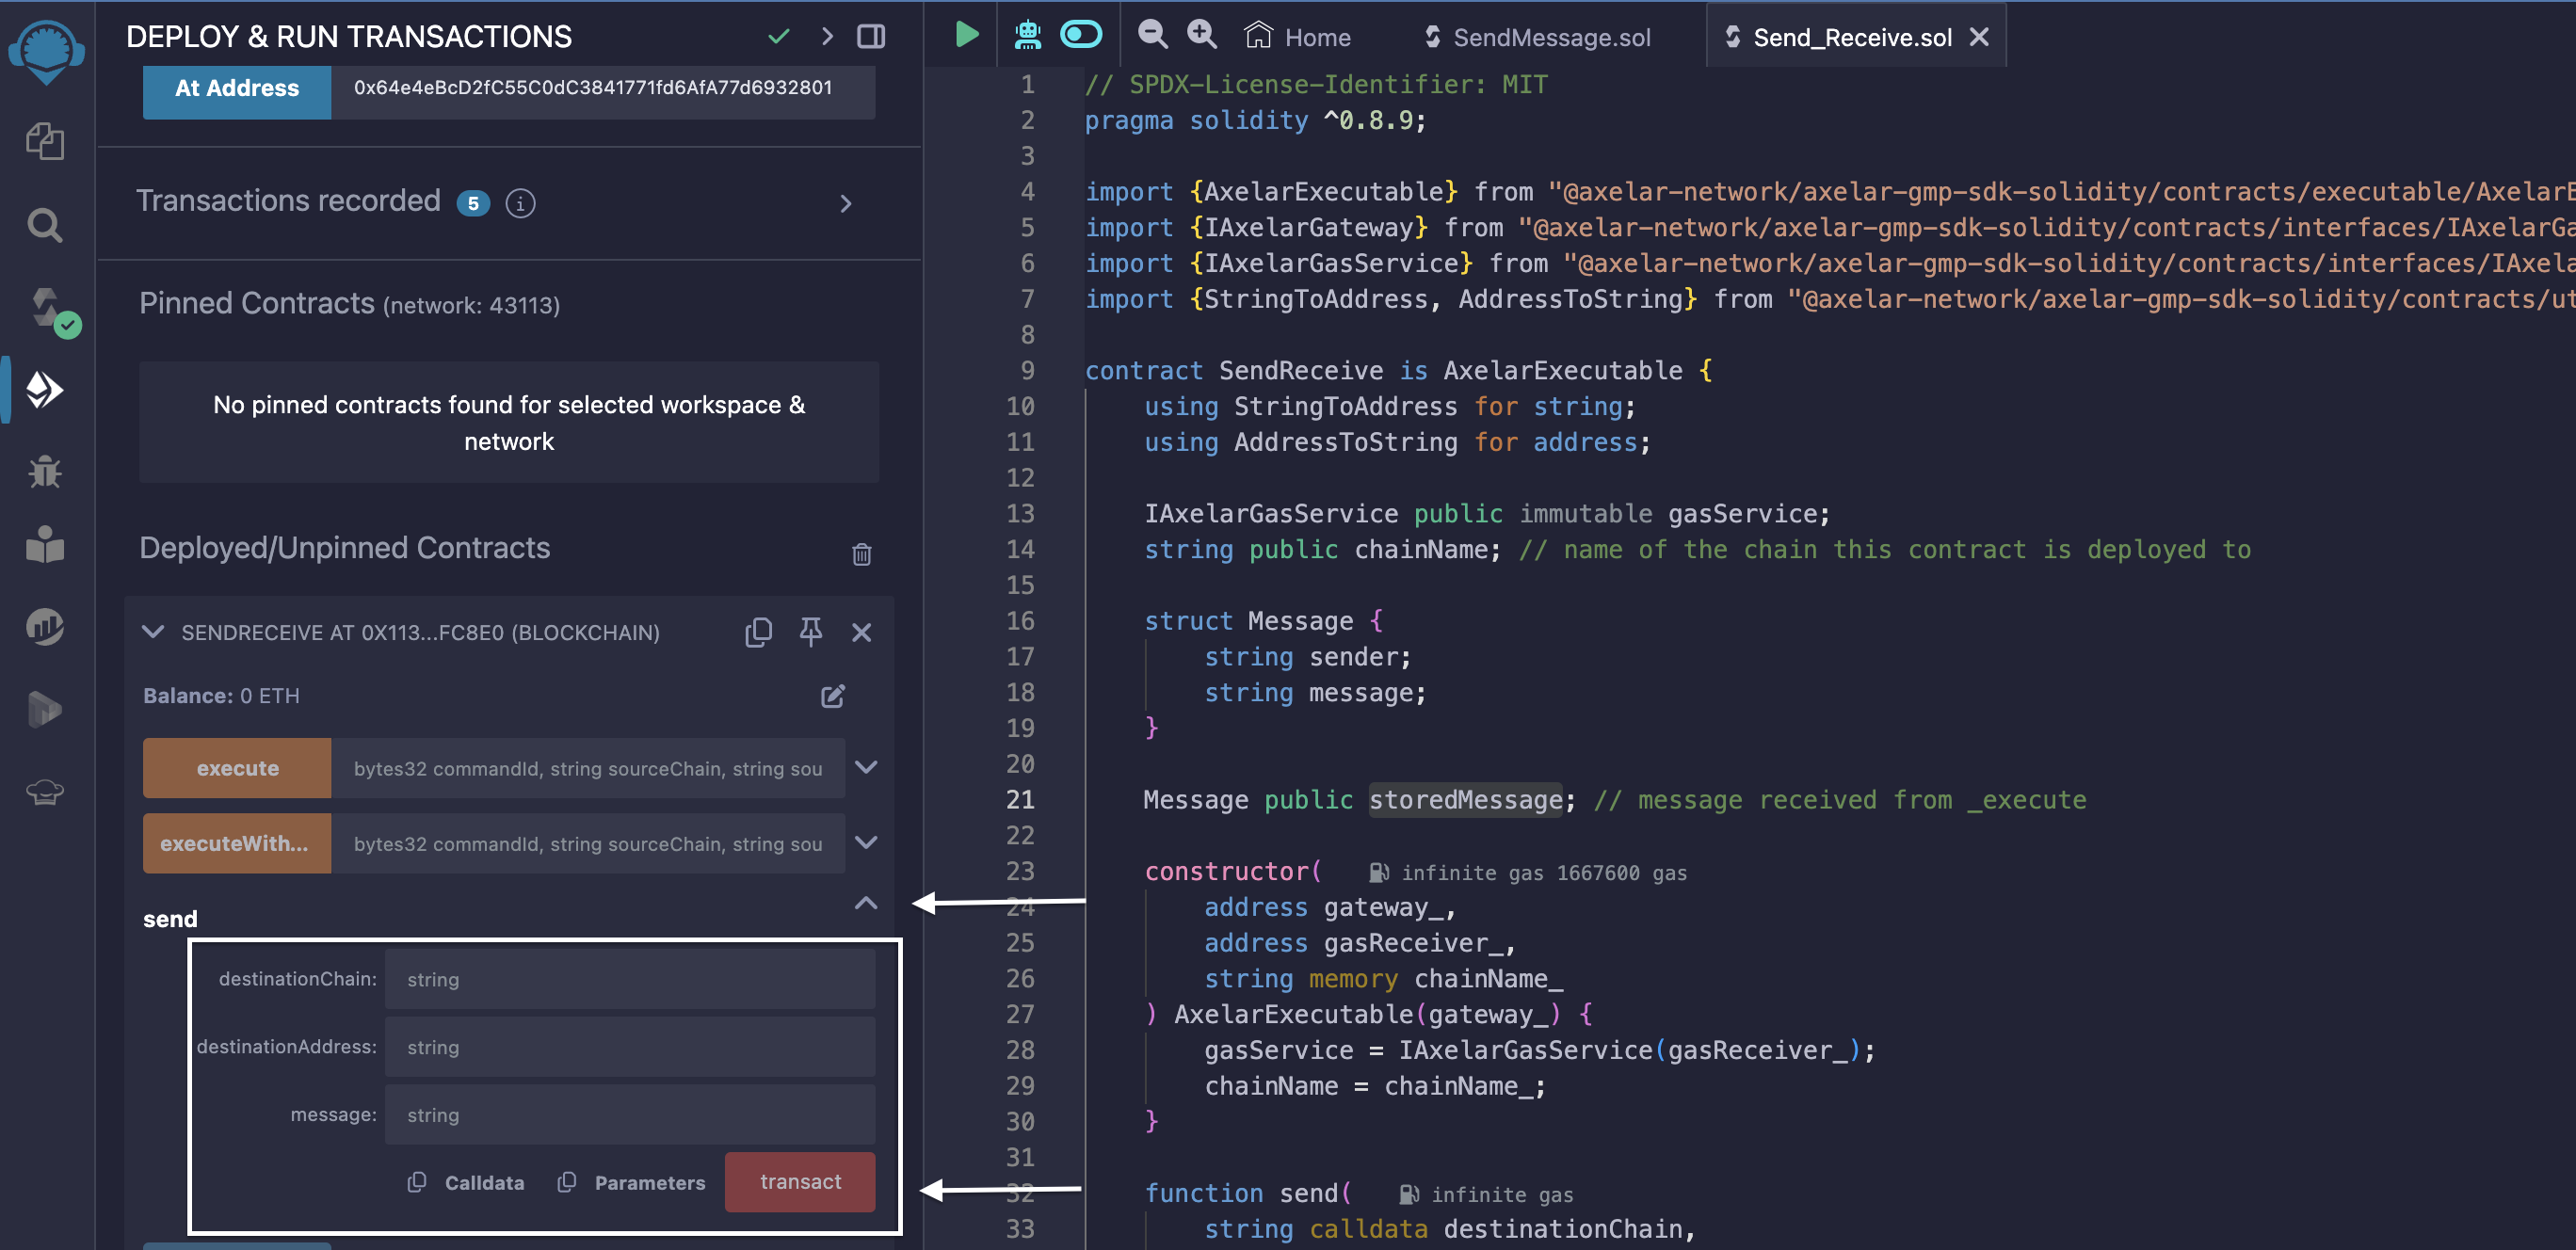 DEPLOY & RUN TRANSACTIONS
At Address 0x64e4eBcD2fC55C0dC3841771fd6AfA77d6932801
Transactions recorded 5
Pinned Contracts (network: 43113)
No pinned contracts found for selected workspace &
network
Deployed/Unpinned Contracts
SENDRECEIVE AT 0X113...FC8E0 (BLOCKCHAIN)
Balance: 0 ETH
execute bytes32 commandId, string sourceChain, string sou
executeWith... bytes32 commandId, string sourceChain, string sou
send
destinationChain: string
destinationAddress: string
message: string
Calldata Parameters transact
Home SendMessage.sol Send_Receive.sol
1 // SPDX-License-Identifier: MIT
2 pragma solidity ^0.8.9;
3
4 import {AxelarExecutable} from "@axelar-network/axelar-gmp-sdk-solidity/contracts/executable/AxelarE
5 import {IAxelarGateway} from "@axelar-network/axelar-gmp-sdk-solidity/contracts/interfaces/IAxelarGa
6 import {IAxelarGasService} from "@axelar-network/axelar-gmp-sdk-solidity/contracts/interfaces/IAxela
7 import {StringToAddress, AddressToString} from "@axelar-network/axelar-gmp-sdk-solidity/contracts/ut
8
9 contract SendReceive is AxelarExecutable {
10 using StringToAddress for string;
11 using AddressToString for address;
12
13 IAxelarGasService public immutable gasService;
14 string public chainName; // name of the chain this contract is deployed to
15
16 struct Message {
17 string sender;
18 string message;
19 }
20
21 Message public storedMessage; // message received from _execute
22
23 constructor( infinite gas 1667600 gas
24 address gateway_,
25 address gasReceiver_,
26 string memory chainName_
27 ) AxelarExecutable(gateway_) {
28 gasService = IAxelarGasService(gasReceiver_);
29 chainName = chainName_;
30 }
31
32 function send( infinite gas
33 string calldata destinationChain,